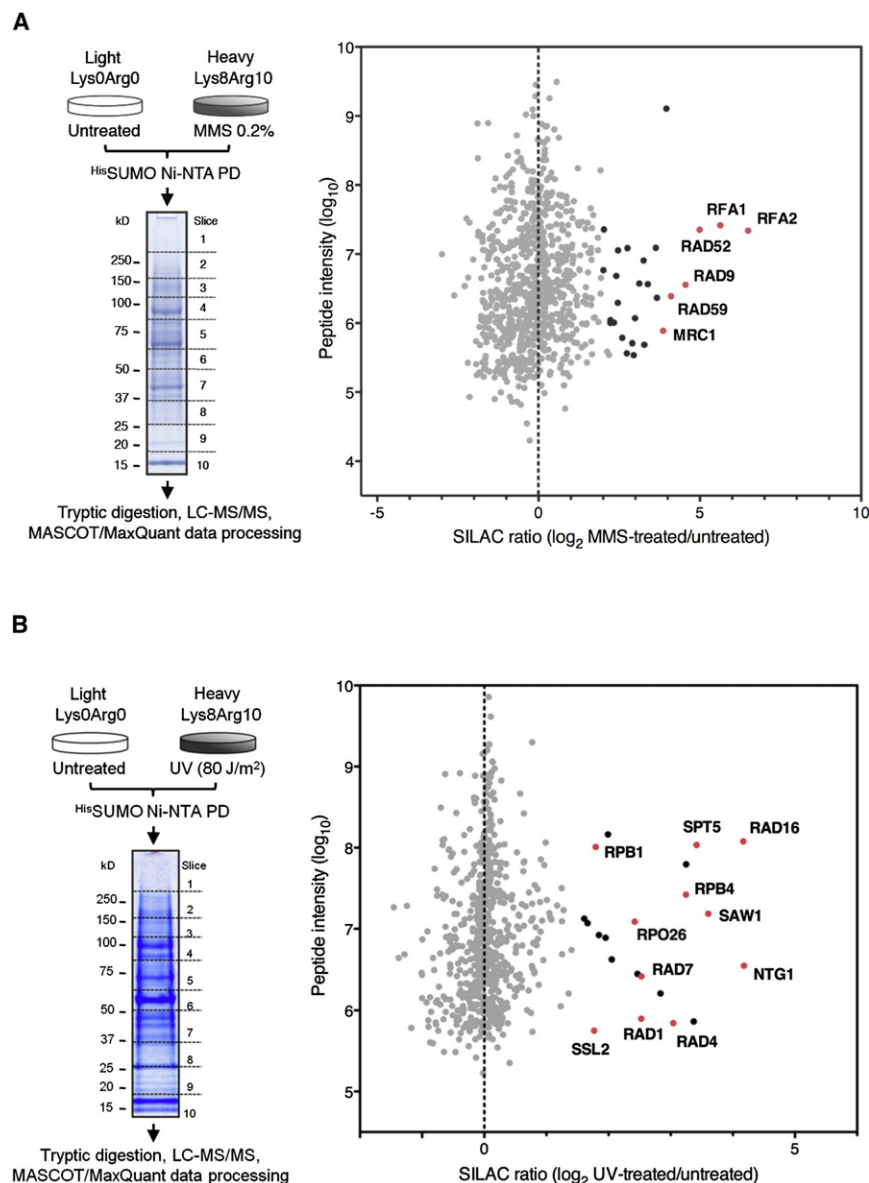 A
Light
Lys0Arg0
Heavy
Lys8Arg10
Untreated
MMS 0.2%
HisSUMO Ni-NTA PD
kD
Slice
250
150
100
75
50
37
25
20
15
1
2
3
4
5
6
7
8
9
10
Tryptic digestion, LC-MS/MS,
MASCOT/MaxQuant data processing
Peptide intensity (log10)
10
9
8
7
6
5
4
RFA1
RFA2
RAD52
RAD9
RAD59
MRC1
-5
0
5
10
SILAC ratio (log2 MMS-treated/untreated)
B
Light
Lys0Arg0
Heavy
Lys8Arg10
Untreated
UV (80 J/m²)
HisSUMO Ni-NTA PD
kD
Slice
250
150
100
75
50
37
25
20
15
1
2
3
4
5
6
7
8
9
10
Tryptic digestion, LC-MS/MS,
MASCOT/MaxQuant data processing
Peptide intensity (log10)
10
9
8
7
6
5
SPT5
RAD16
RPB1
RPB4
SAW1
RPO26
RAD7
NTG1
SSL2
RAD1
RAD4
0
5
SILAC ratio (log2 UV-treated/untreated)